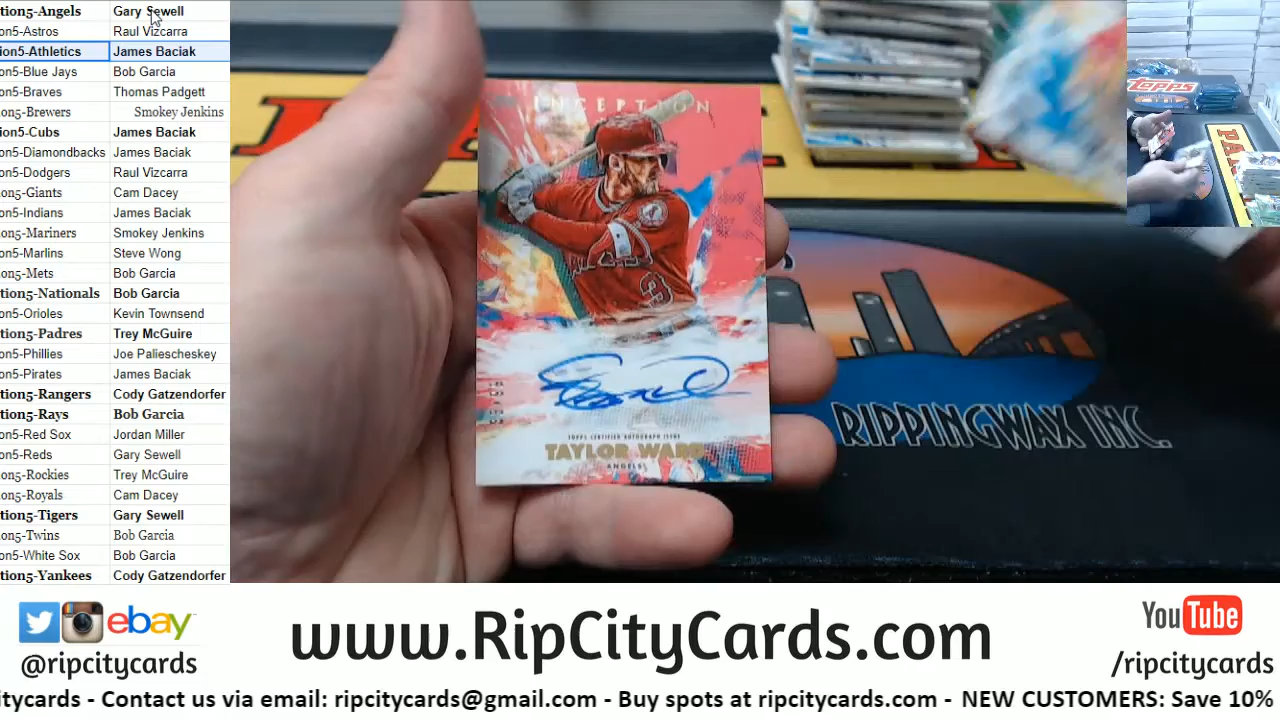 tion5-Angels Gary Sewell
on5-Astros Raul Vizcarra
ion5-Athletics James Baciak
on5-Blue Jays Bob Garcia
on5-Braves Thomas Padgett
on5-Brewers Smokey Jenkins
ion5-Cubs James Baciak
on5-Diamondbacks James Baciak
on5-Dodgers Raul Vizcarra
on5-Giants Cam Dacey
on5-Indians James Baciak
on5-Mariners Smokey Jenkins
on5-Marlins Steve Wong
on5-Mets Bob Garcia
tion5-Nationals Bob Garcia
on5-Orioles Kevin Townsend
tion5-Padres Trey McGuire
on5-Phillies Joe Paliescheskey
on5-Pirates James Baciak
tion5-Rangers Cody Gatzendorfer
tion5-Rays Bob Garcia
on5-Red Sox Jordan Miller
on5-Reds Gary Sewell
on5-Rockies Trey McGuire
on5-Royals Cam Dacey
tion5-Tigers Gary Sewell
on5-Twins Bob Garcia
on5-White Sox Bob Garcia
tion5-Yankees Cody Gatzendorfer
INCEPTION
3
TOPPS CERTIFIED AUTOGRAPH ISSUE
TAYLOR WARD
ANGELS
RIPPINGWAX INC.
topps
ebay
@ripcitycards
www.RipCityCards.com
YouTube
/ripcitycards
itycards - Contact us via email: ripcitycards@gmail.com - Buy spots at ripcitycards.com - NEW CUSTOMERS: Save 10%